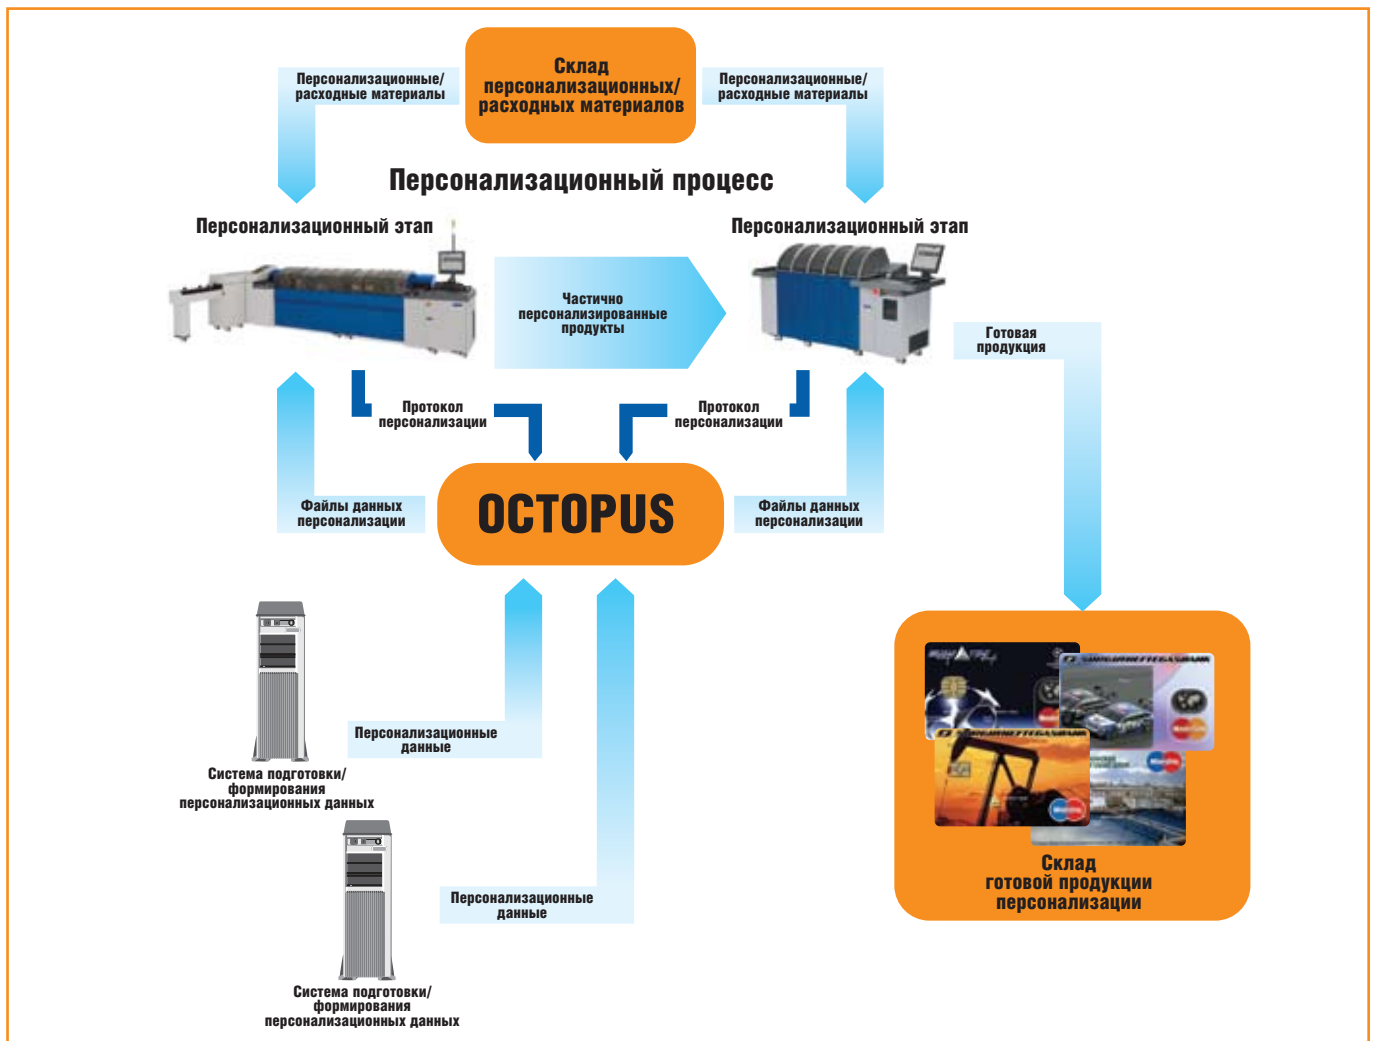 Склад
персонализационных/
расходных материалов
Персонализационные/
расходные материалы
Персонализационные/
расходные материалы
Персонализационный процесс
Персонализационный этап
Персонализационный этап
Частично
персонализированные
продукты
Готовая
продукция
Протокол
персонализации
Протокол
персонализации
OCTOPUS
Файлы данных
персонализации
Файлы данных
персонализации
Персонализационные
данные
Система подготовки/
формирования
персонализационных данных
Персонализационные
данные
Система подготовки/
формирования
персонализационных данных
SURGUTNEFTEGASBANK
Склад
готовой продукции
персонализации